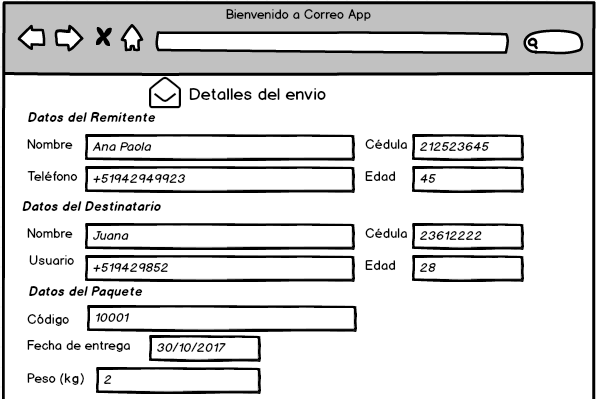 Bienvenido a Correo App
Detalles del envio
Datos del Remitente
Nombre Ana Paola Cédula 212523645
Teléfono +51942949923 Edad 45
Datos del Destinatario
Nombre Juana Cédula 23612222
Usuario +519429852 Edad 28
Datos del Paquete
Código 10001
Fecha de entrega 30/10/2017
Peso (kg) 2